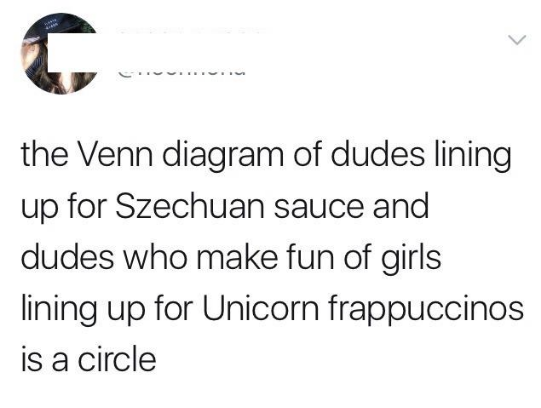 the Venn diagram of dudes lining
up for Szechuan sauce and
dudes who make fun of girls
lining up for Unicorn frappuccinos
is a circle